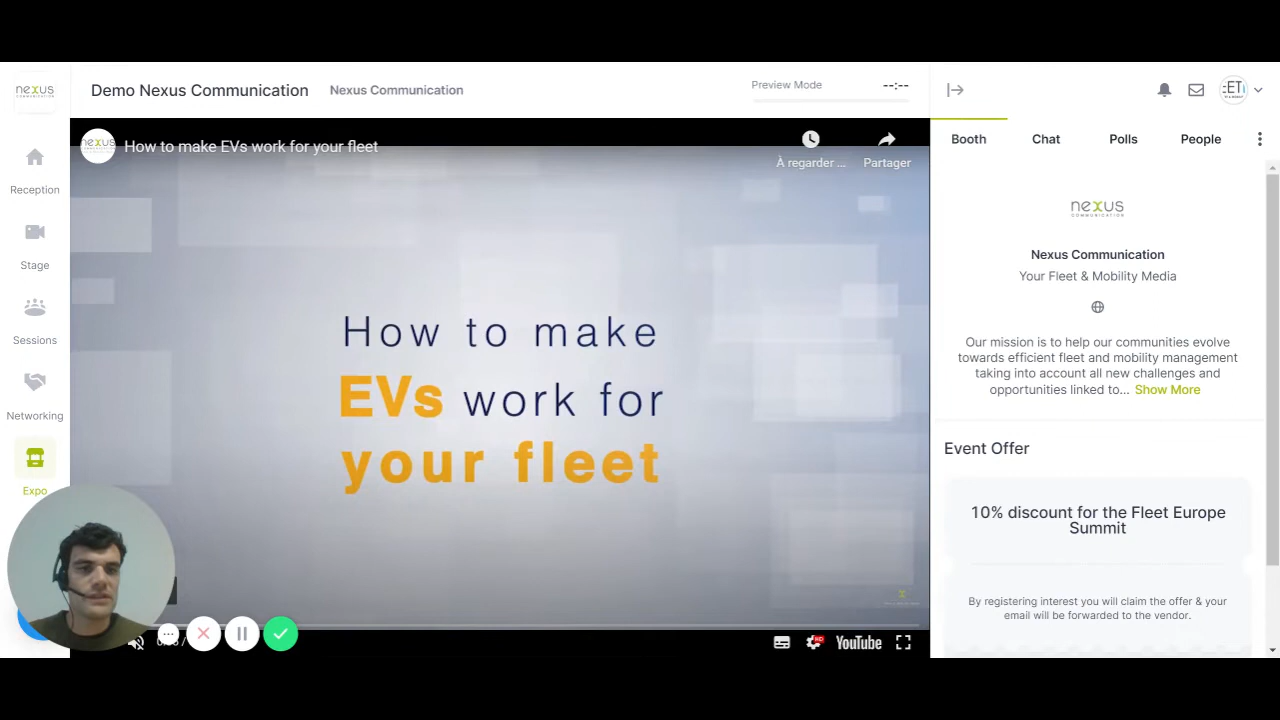 nexus
COMMUNICATION
Demo Nexus Communication
Nexus Communication
Preview Mode
--:--
Reception
Stage
Sessions
Networking
Expo
nexus
How to make EVs work for your fleet
À regarder ...
Partager
How to make
EVs work for
your fleet
HD
YouTube
Booth
Chat
Polls
People
nexus
COMMUNICATION
Nexus Communication
Your Fleet & Mobility Media
Our mission is to help our communities evolve
towards efficient fleet and mobility management
taking into account all new challenges and
opportunities linked to... Show More
Event Offer
10% discount for the Fleet Europe
Summit
By registering interest you will claim the offer & your
email will be forwarded to the vendor.